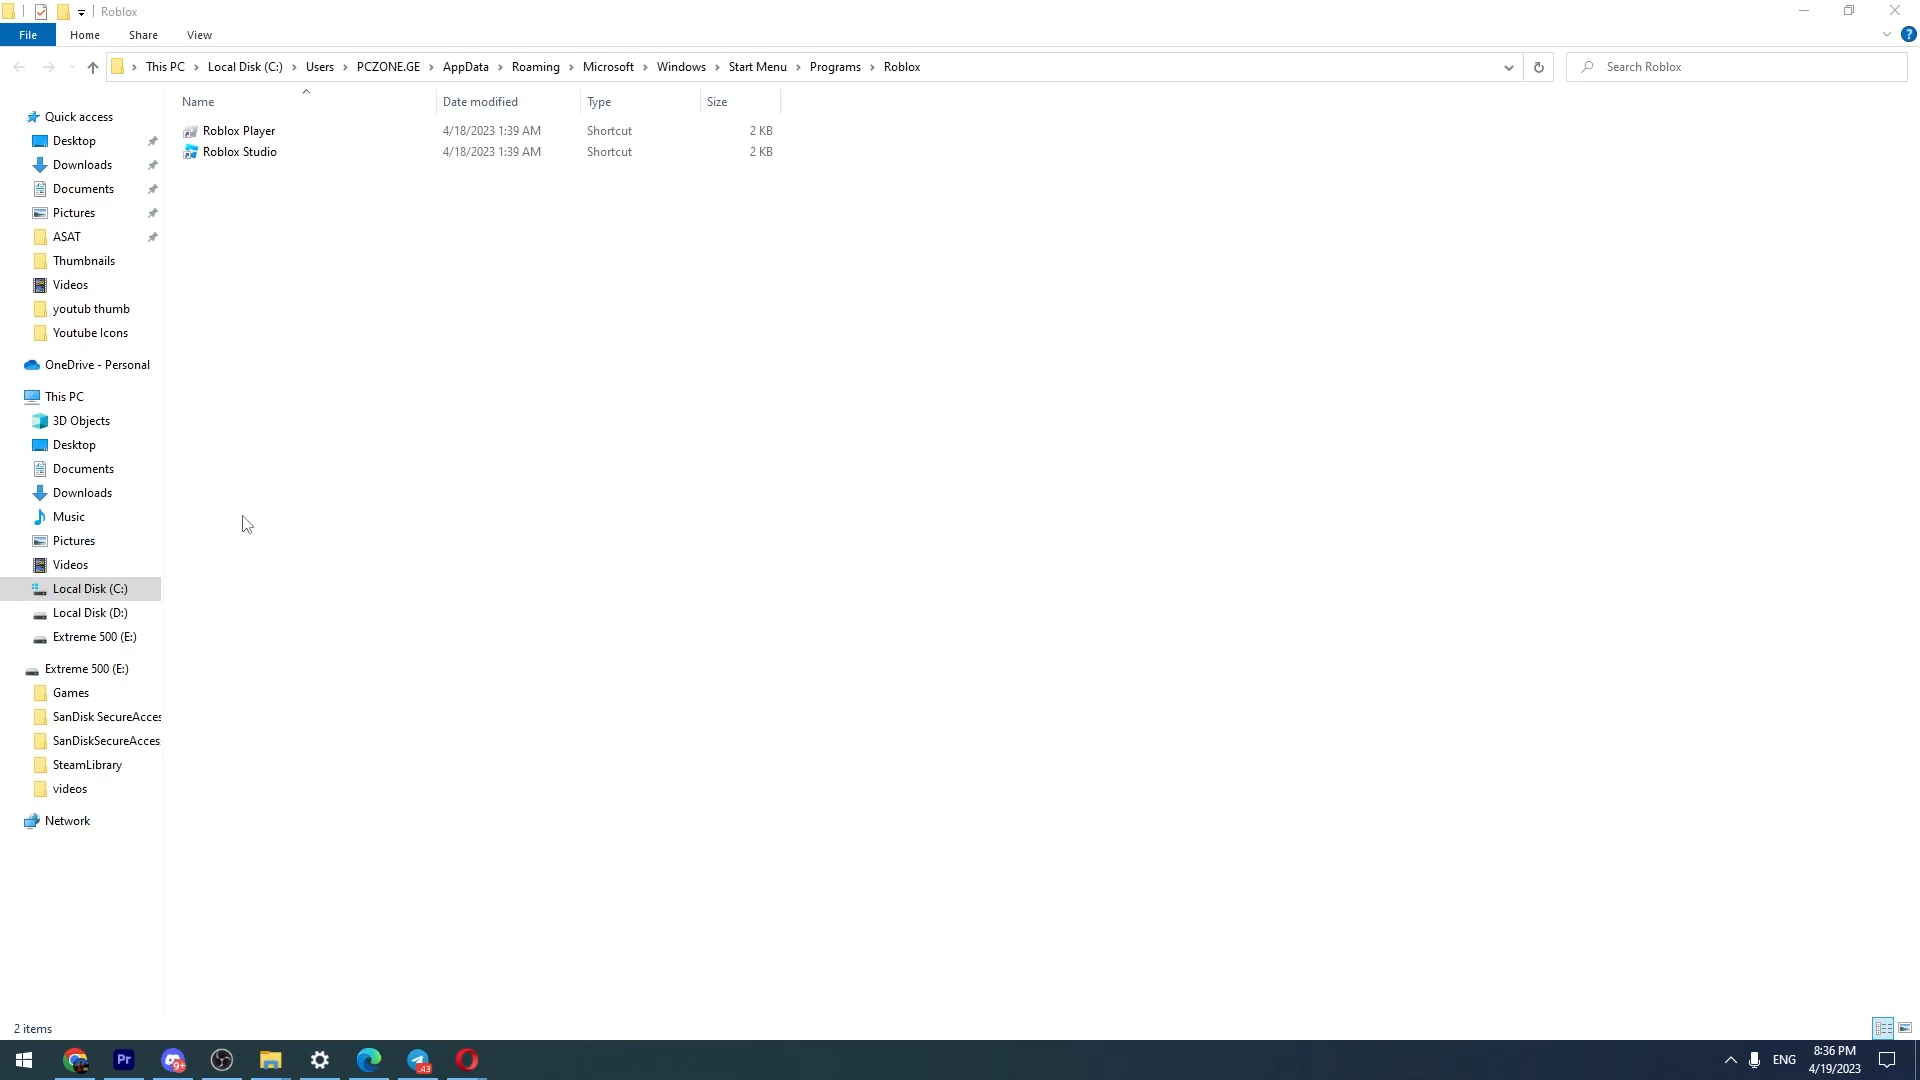 Roblox
File Home Share View
This PC Local Disk (C:) Users PCZONE.GE AppData Roaming Microsoft Windows Start Menu Programs Roblox
Search Roblox
Name Date modified Type Size
Roblox Player 4/18/2023 1:39 AM Shortcut 2 KB
Roblox Studio 4/18/2023 1:39 AM Shortcut 2 KB
Quick access
Desktop
Downloads
Documents
Pictures
ASAT
Thumbnails
Videos
youtub thumb
Youtube Icons
OneDrive - Personal
This PC
3D Objects
Desktop
Documents
Downloads
Music
Pictures
Videos
Local Disk (C:)
Local Disk (D:)
Extreme 500 (E:)
Extreme 500 (E:)
Games
SanDisk SecureAcces
SanDiskSecureAcces
SteamLibrary
videos
Network
2 items
Pr 9+ 43 ENG 8:36 PM
4/19/2023